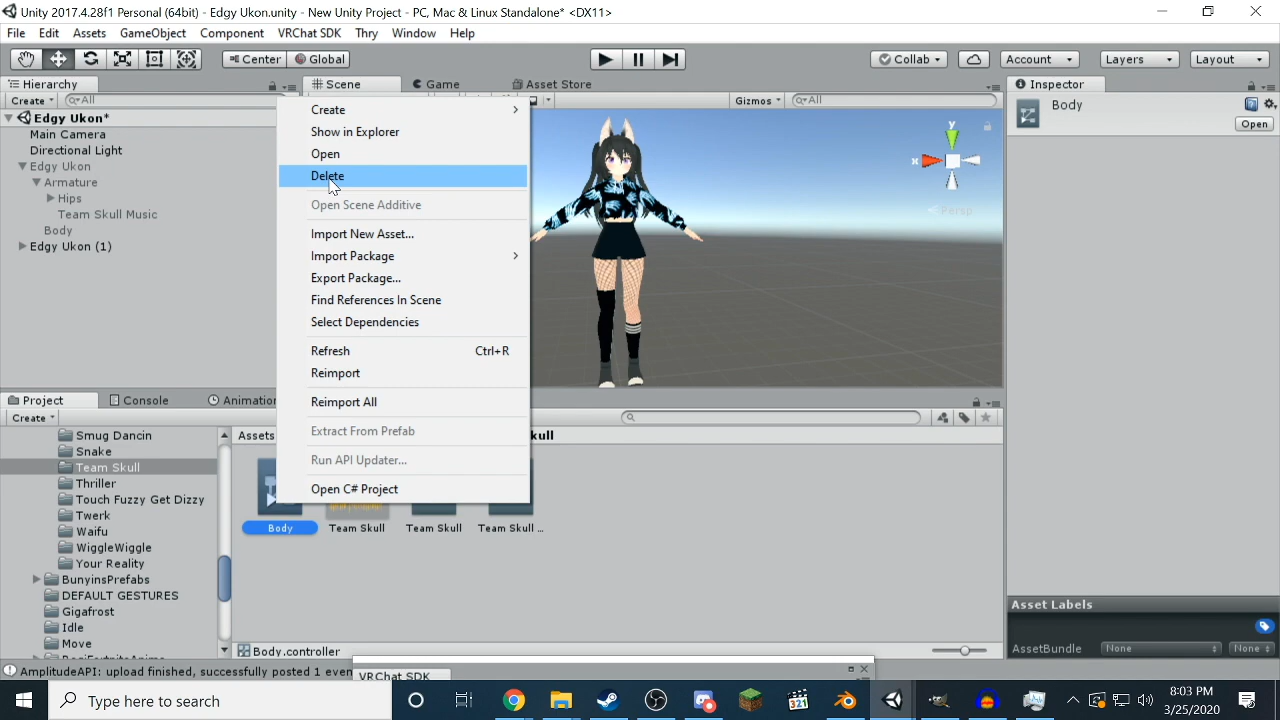 Unity 2017.4.28f1 Personal (64bit) - Edgy Ukon.unity - New Unity Project - PC, Mac & Linux Standalone* <DX11>
File Edit Assets GameObject Component VRChat SDK Thry Window Help
Center Global Collab Account Layers Layout
Hierarchy
Create All
Edgy Ukon*
Main Camera
Directional Light
Edgy Ukon
Armature
Hips
Team Skull Music
Body
Edgy Ukon (1)
Scene Game Asset Store
Gizmos All
y
x
Persp
Create
Show in Explorer
Open
Delete
Open Scene Additive
Import New Asset...
Import Package
Export Package...
Find References In Scene
Select Dependencies
Refresh Ctrl+R
Reimport
Reimport All
Extract From Prefab
Run API Updater...
Open C# Project
Inspector
Body
Open
Project Console Animation
Create
Smug Dancin
Snake
Team Skull
Thriller
Touch Fuzzy Get Dizzy
Twerk
Waifu
WiggleWiggle
Your Reality
BunyinsPrefabs
DEFAULT GESTURES
Gigafrost
Idle
Move
Assets kull
Body Team Skull Team Skull Team Skull ...
Body.controller
Asset Labels
AssetBundle None None
AmplitudeAPI: upload finished, successfully posted 1 even
VRChat SDK
Type here to search
321
8:03 PM
3/25/2020